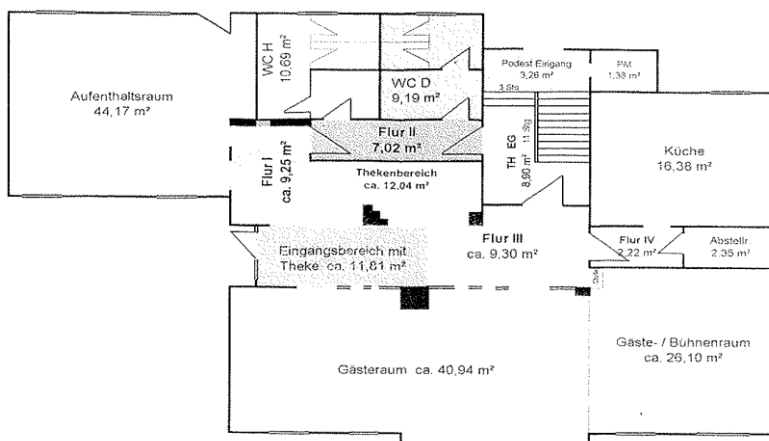 Aufenthaltsraum
44,17 m²
WC H
10,69 m²
WC D
9,19 m²
Podest Eingang
3,26 m²
PM
1,38 m²
3 Stg
Flur II
7,02 m²
TH EG
8,90 m²
11 Stg
Küche
16,38 m²
Flur I
ca. 9,25 m²
Thekenbereich
ca. 12,04 m²
Eingangsbereich mit
Theke ca. 11,81 m²
Flur III
ca. 9,30 m²
Flur IV
2,22 m²
Abstellr.
2,35 m²
Gästeraum ca. 40,94 m²
Gäste- / Bühnenraum
ca. 26,10 m²